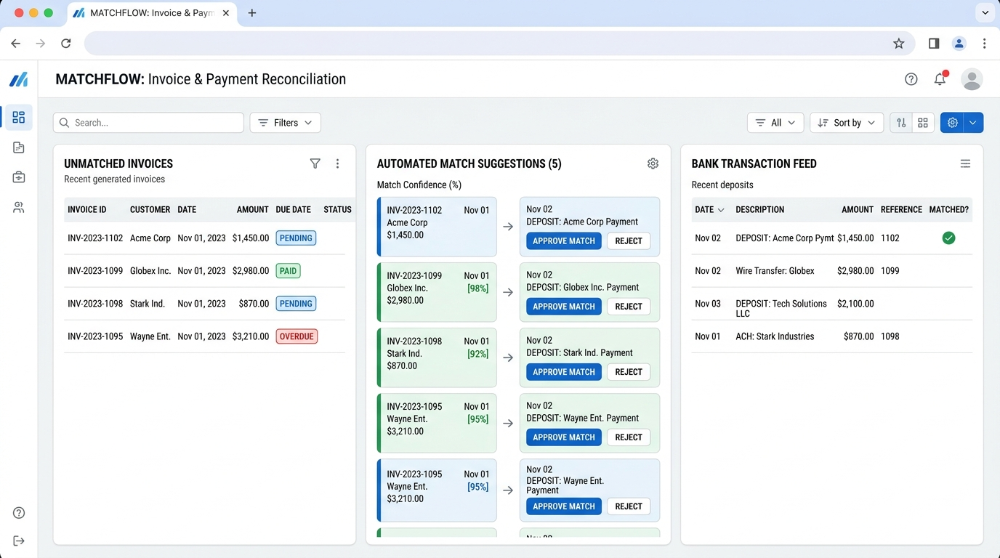 MATCHFLOW: Invoice & Paym
MATCHFLOW: Invoice & Payment Reconciliation
Search...
Filters
All
Sort by
UNMATCHED INVOICES
Recent generated invoices
INVOICE ID CUSTOMER DATE AMOUNT DUE DATE STATUS
INV-2023-1102 Acme Corp Nov 01, 2023 $1,450.00 PENDING
INV-2023-1099 Globex Inc. Nov 01, 2023 $2,980.00 PAID
INV-2023-1098 Stark Ind. Nov 01, 2023 $870.00 PENDING
INV-2023-1095 Wayne Ent. Nov 01, 2023 $3,210.00 OVERDUE
AUTOMATED MATCH SUGGESTIONS (5)
Match Confidence (%)
INV-2023-1102 Nov 01
Acme Corp
$1,450.00
Nov 02
DEPOSIT: Acme Corp Payment
APPROVE MATCH REJECT
INV-2023-1099 Nov 01
Globex Inc. [98%]
$2,980.00
Nov 02
DEPOSIT: Globex Inc. Payment
APPROVE MATCH REJECT
INV-2023-1098 Nov 01
Stark Ind. [92%]
$870.00
Nov 02
DEPOSIT: Stark Ind. Payment
APPROVE MATCH REJECT
INV-2023-1095 Nov 01
Wayne Ent. [95%]
$3,210.00
Nov 02
DEPOSIT: Wayne Ent. Payment
APPROVE MATCH REJECT
INV-2023-1095 Nov 01
Wayne Ent. [95%]
$3,210.00
Nov 02
DEPOSIT: Wayne Ent.
Payment
APPROVE MATCH REJECT
BANK TRANSACTION FEED
Recent deposits
DATE DESCRIPTION AMOUNT REFERENCE MATCHED?
Nov 02 DEPOSIT: Acme Corp Pymt $1,450.00 1102
Nov 02 Wire Transfer: Globex $2,980.00 1099
Nov 03 DEPOSIT: Tech Solutions $2,100.00
LLC
Nov 01 ACH: Stark Industries $870.00 1098